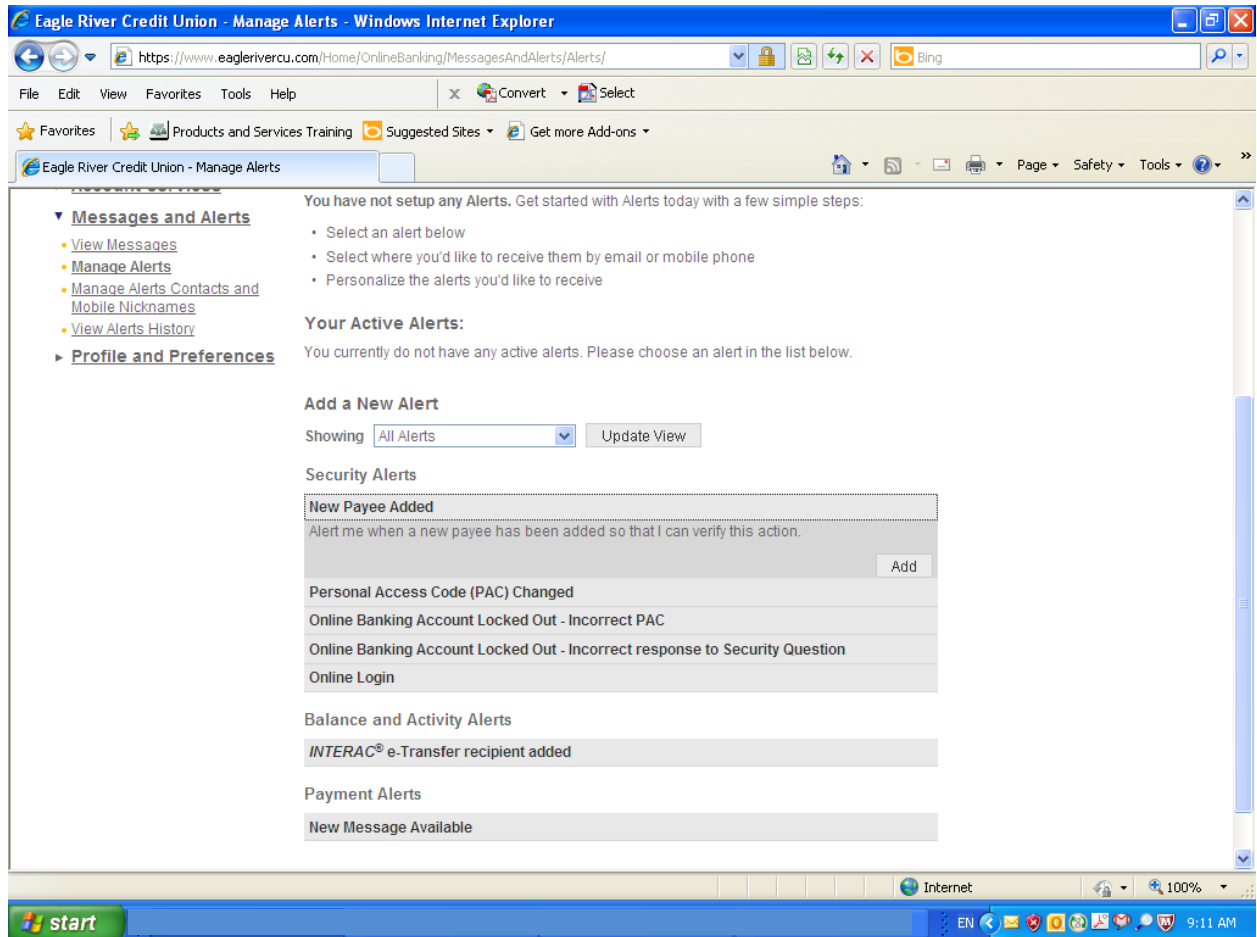 Eagle River Credit Union - Manage Alerts - Windows Internet Explorer
https://www.eaglerivercu.com/Home/OnlineBanking/MessagesAndAlerts/Alerts/
Bing
File Edit View Favorites Tools Help
x Convert Select
Favorites Products and Services Training Suggested Sites Get more Add-ons
Eagle River Credit Union - Manage Alerts
Page Safety Tools »
Account Services
Messages and Alerts
View Messages
Manage Alerts
Manage Alerts Contacts and
Mobile Nicknames
View Alerts History
Profile and Preferences
You have not setup any Alerts. Get started with Alerts today with a few simple steps:
• Select an alert below
• Select where you'd like to receive them by email or mobile phone
• Personalize the alerts you'd like to receive
Your Active Alerts:
You currently do not have any active alerts. Please choose an alert in the list below.
Add a New Alert
Showing All Alerts Update View
Security Alerts
New Payee Added
Alert me when a new payee has been added so that I can verify this action.
Add
Personal Access Code (PAC) Changed
Online Banking Account Locked Out - Incorrect PAC
Online Banking Account Locked Out - Incorrect response to Security Question
Online Login
Balance and Activity Alerts
INTERAC® e-Transfer recipient added
Payment Alerts
New Message Available
Internet 100%
start EN 9:11 AM